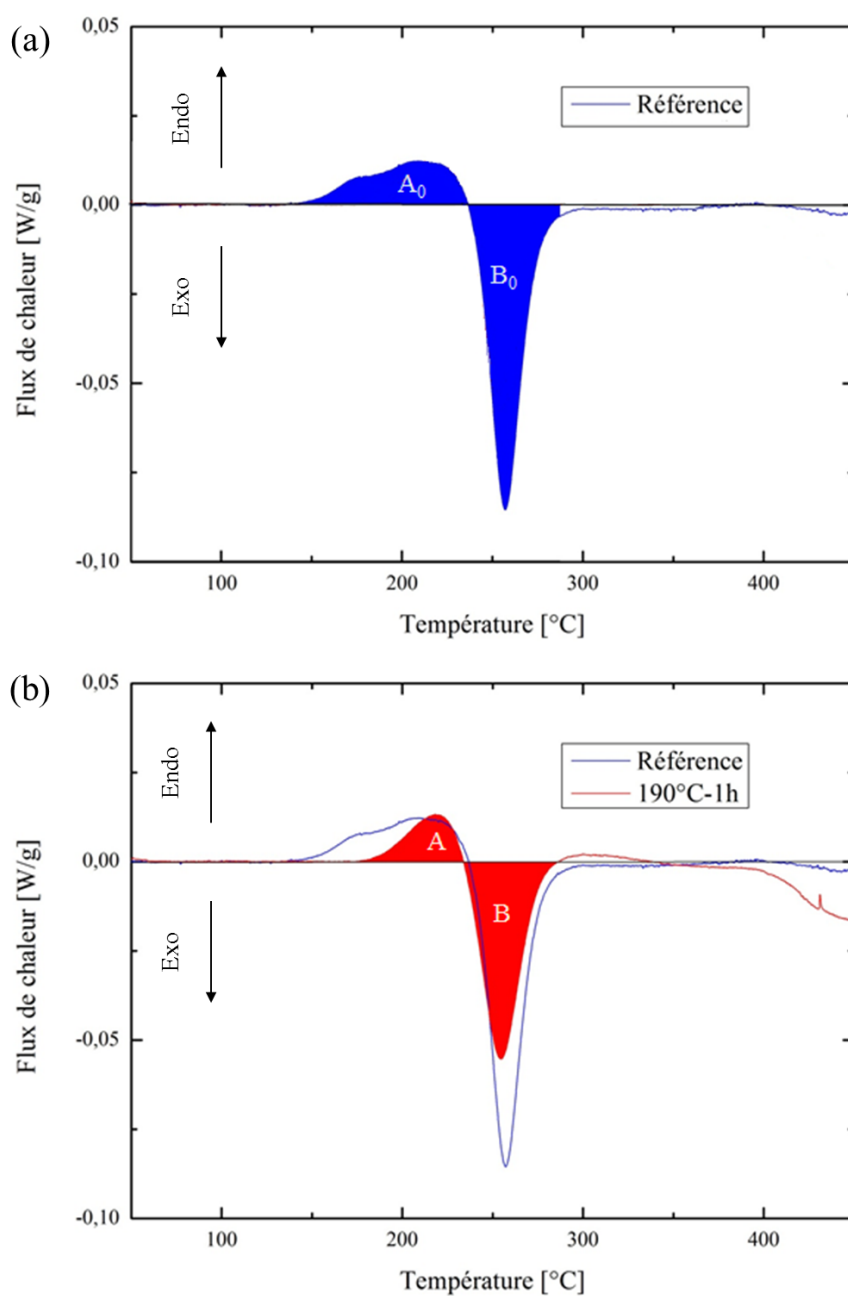 (a)
0,05
Endo
Référence
A₀
0,00
B₀
Exo
Flux de chaleur [W/g]
-0,05
-0,10
100
200
300
400
Température [°C]
(b)
0,05
Endo
Référence
190°C-1h
A
0,00
B
Exo
Flux de chaleur [W/g]
-0,05
-0,10
100
200
300
400
Température [°C]